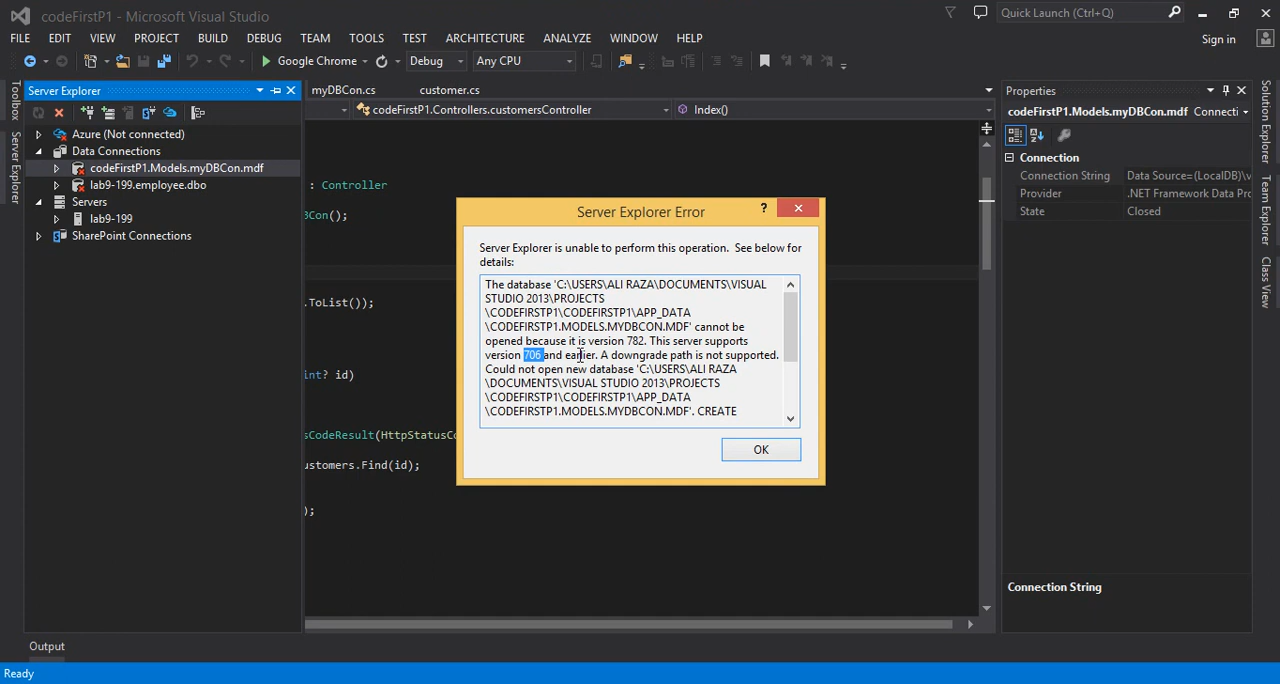 codeFirstP1 - Microsoft Visual Studio
Quick Launch (Ctrl+Q)
FILE EDIT VIEW PROJECT BUILD DEBUG TEAM TOOLS TEST ARCHITECTURE ANALYZE WINDOW HELP
Sign in
Google Chrome Debug Any CPU
Toolbox
Server Explorer
Server Explorer
Azure (Not connected)
Data Connections
codeFirstP1.Models.myDBCon.mdf
lab9-199.employee.dbo
Servers
lab9-199
SharePoint Connections
myDBCon.cs customer.cs
codeFirstP1.Controllers.customersController Index()
: Controller
BCon();
.ToList());
int? id)
sCodeResult(HttpStatusCo
ustomers.Find(id);
);
Server Explorer Error
?
Server Explorer is unable to perform this operation. See below for
details:
The database 'C:\USERS\ALI RAZA\DOCUMENTS\VISUAL
STUDIO 2013\PROJECTS
\CODEFIRSTP1\CODEFIRSTP1\APP_DATA
\CODEFIRSTP1.MODELS.MYDBCON.MDF' cannot be
opened because it is version 782. This server supports
version 706 and earlier. A downgrade path is not supported.
Could not open new database 'C:\USERS\ALI RAZA
\DOCUMENTS\VISUAL STUDIO 2013\PROJECTS
\CODEFIRSTP1\CODEFIRSTP1\APP_DATA
\CODEFIRSTP1.MODELS.MYDBCON.MDF'. CREATE
OK
Properties
codeFirstP1.Models.myDBCon.mdf Connecti
Connection
Connection String Data Source=(LocalDB)\v
Provider .NET Framework Data Pro
State Closed
Connection String
Solution Explorer
Team Explorer
Class View
Output
Ready